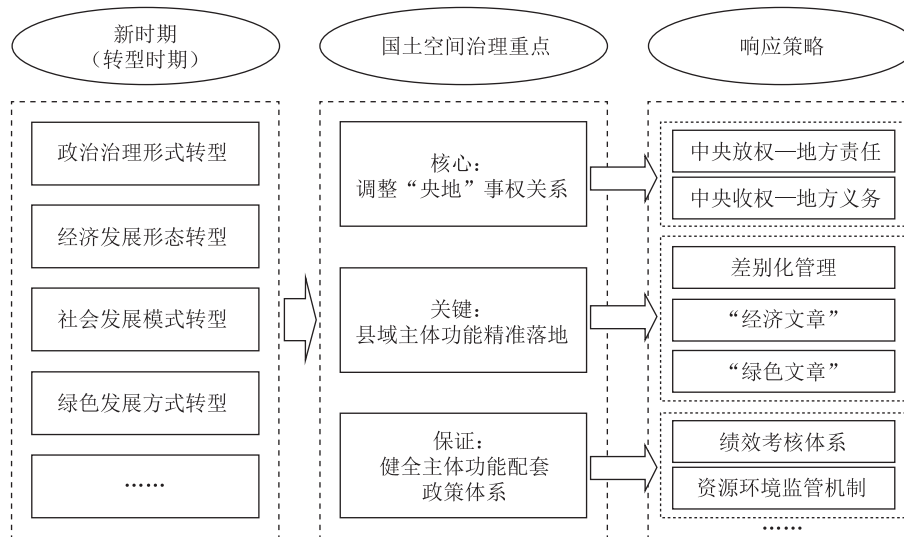 新时期
（转型时期）
国土空间治理重点
响应策略
政治治理形式转型
经济发展形态转型
社会发展模式转型
绿色发展方式转型
……
核心：
调整“央地”事权关系
关键：
县域主体功能精准落地
保证：
健全主体功能配套
政策体系
中央放权—地方责任
中央收权—地方义务
差别化管理
“经济文章”
“绿色文章”
绩效考核体系
资源环境监管机制
……